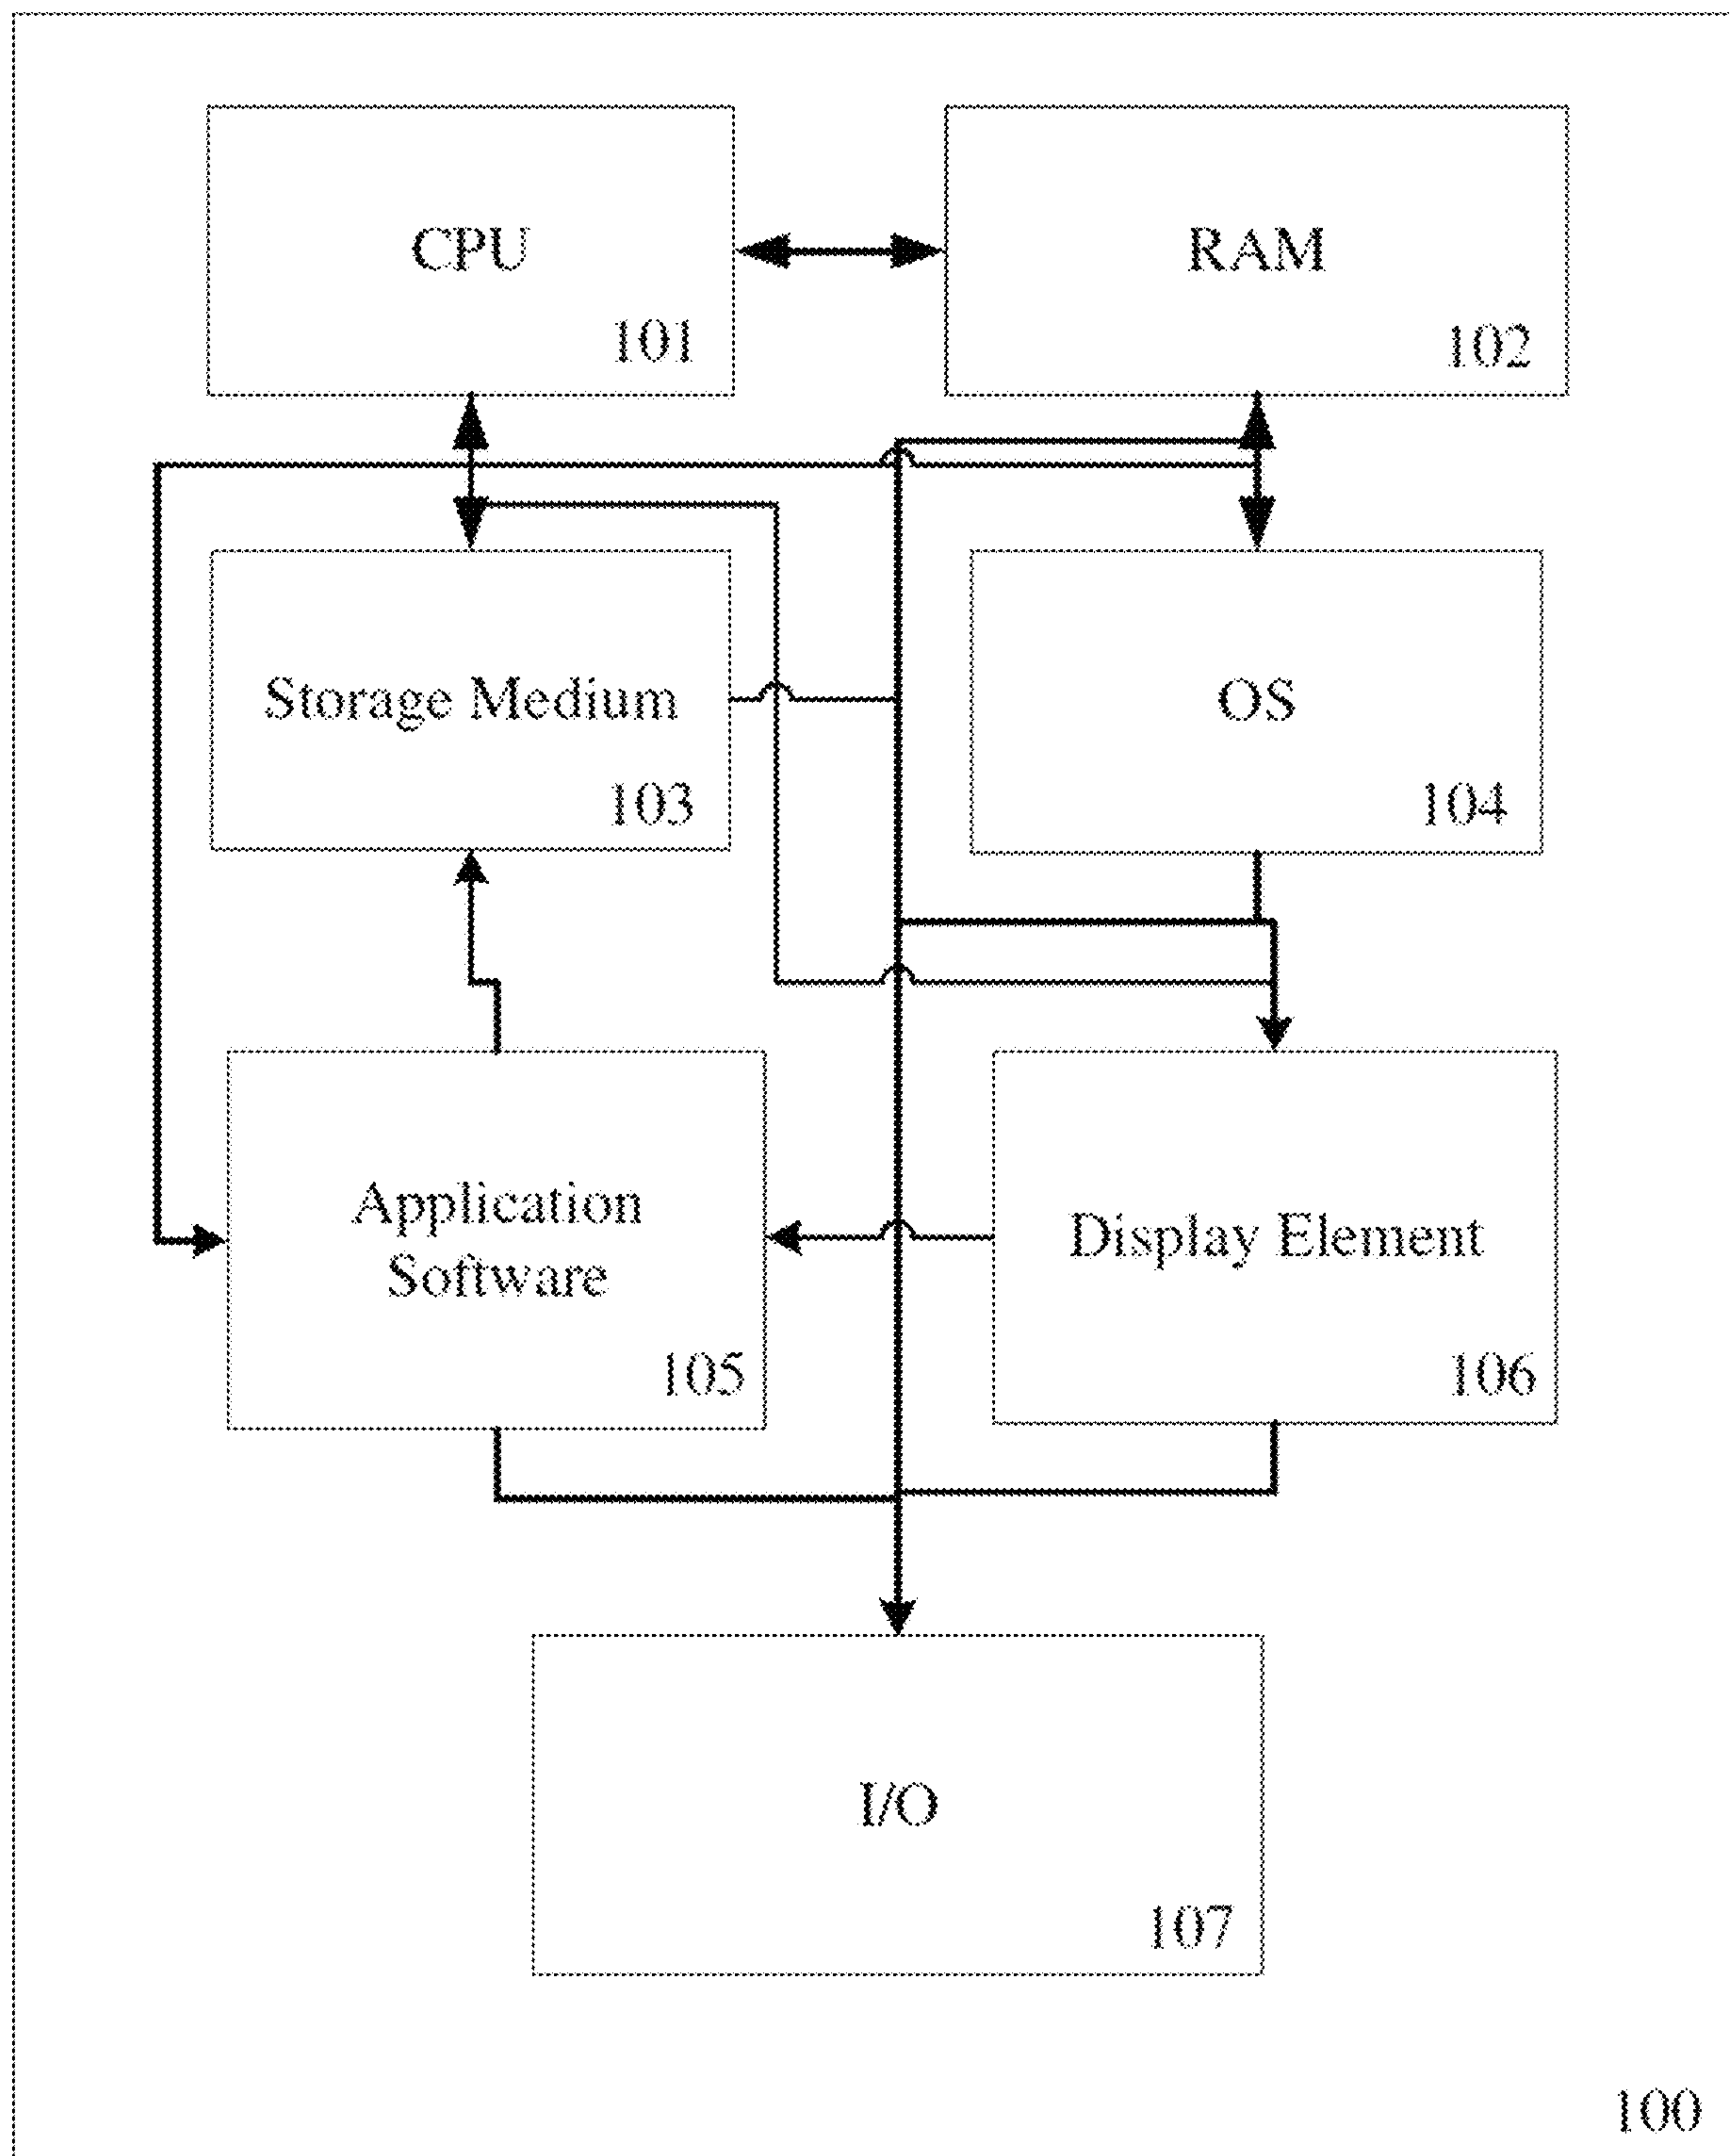 CPU
101
RAM
102
Storage Medium
103
OS
104
Application
Software
105
Display Element
106
I/O
107
100